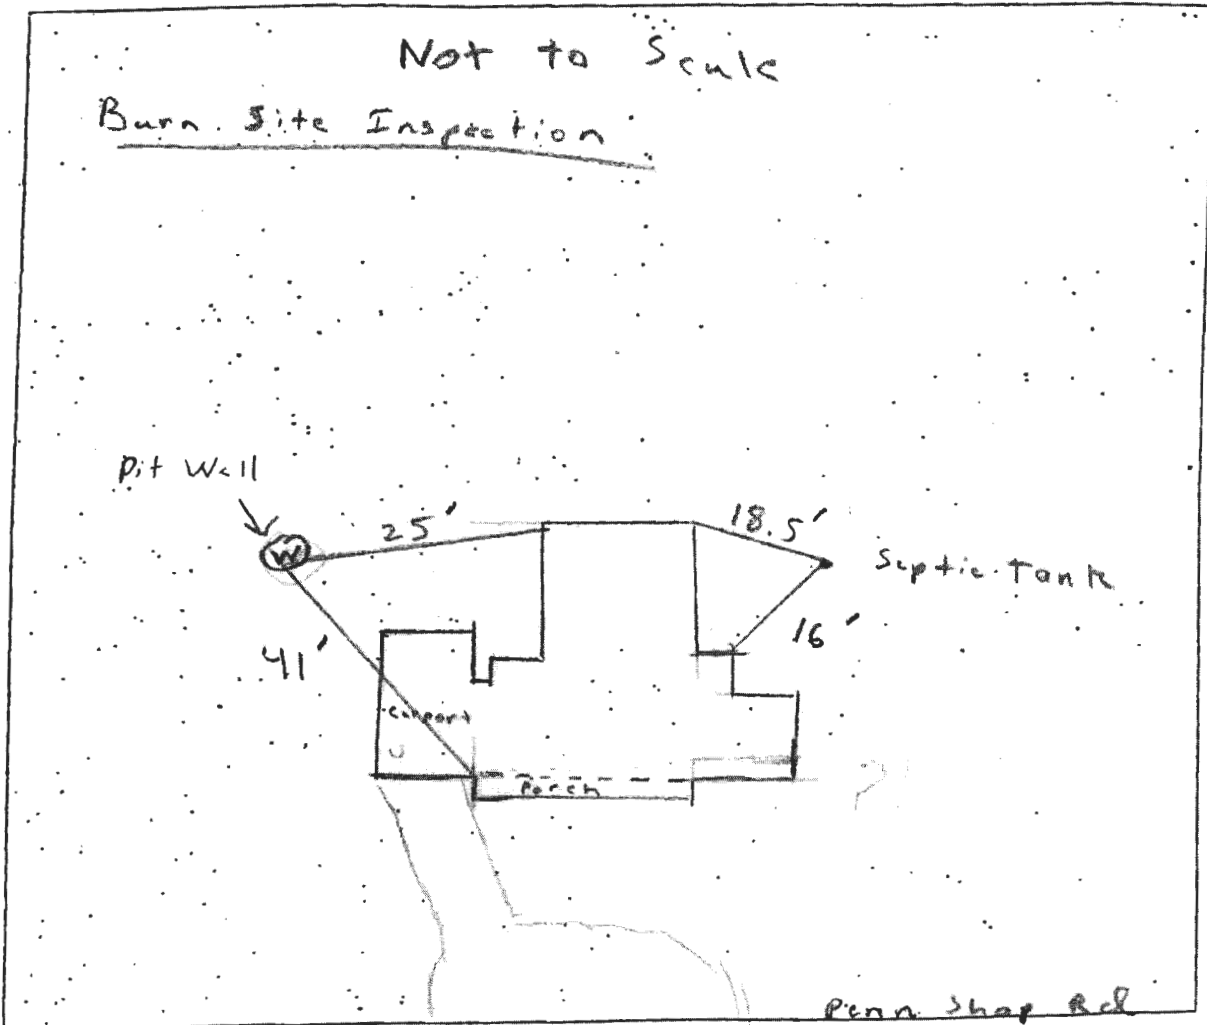 Not to Scale
Burn Site Inspection
Pit Well
W
25'
18.5'
Septic Tank
16'
41'
Carport
Porch
Penn Shop Rd